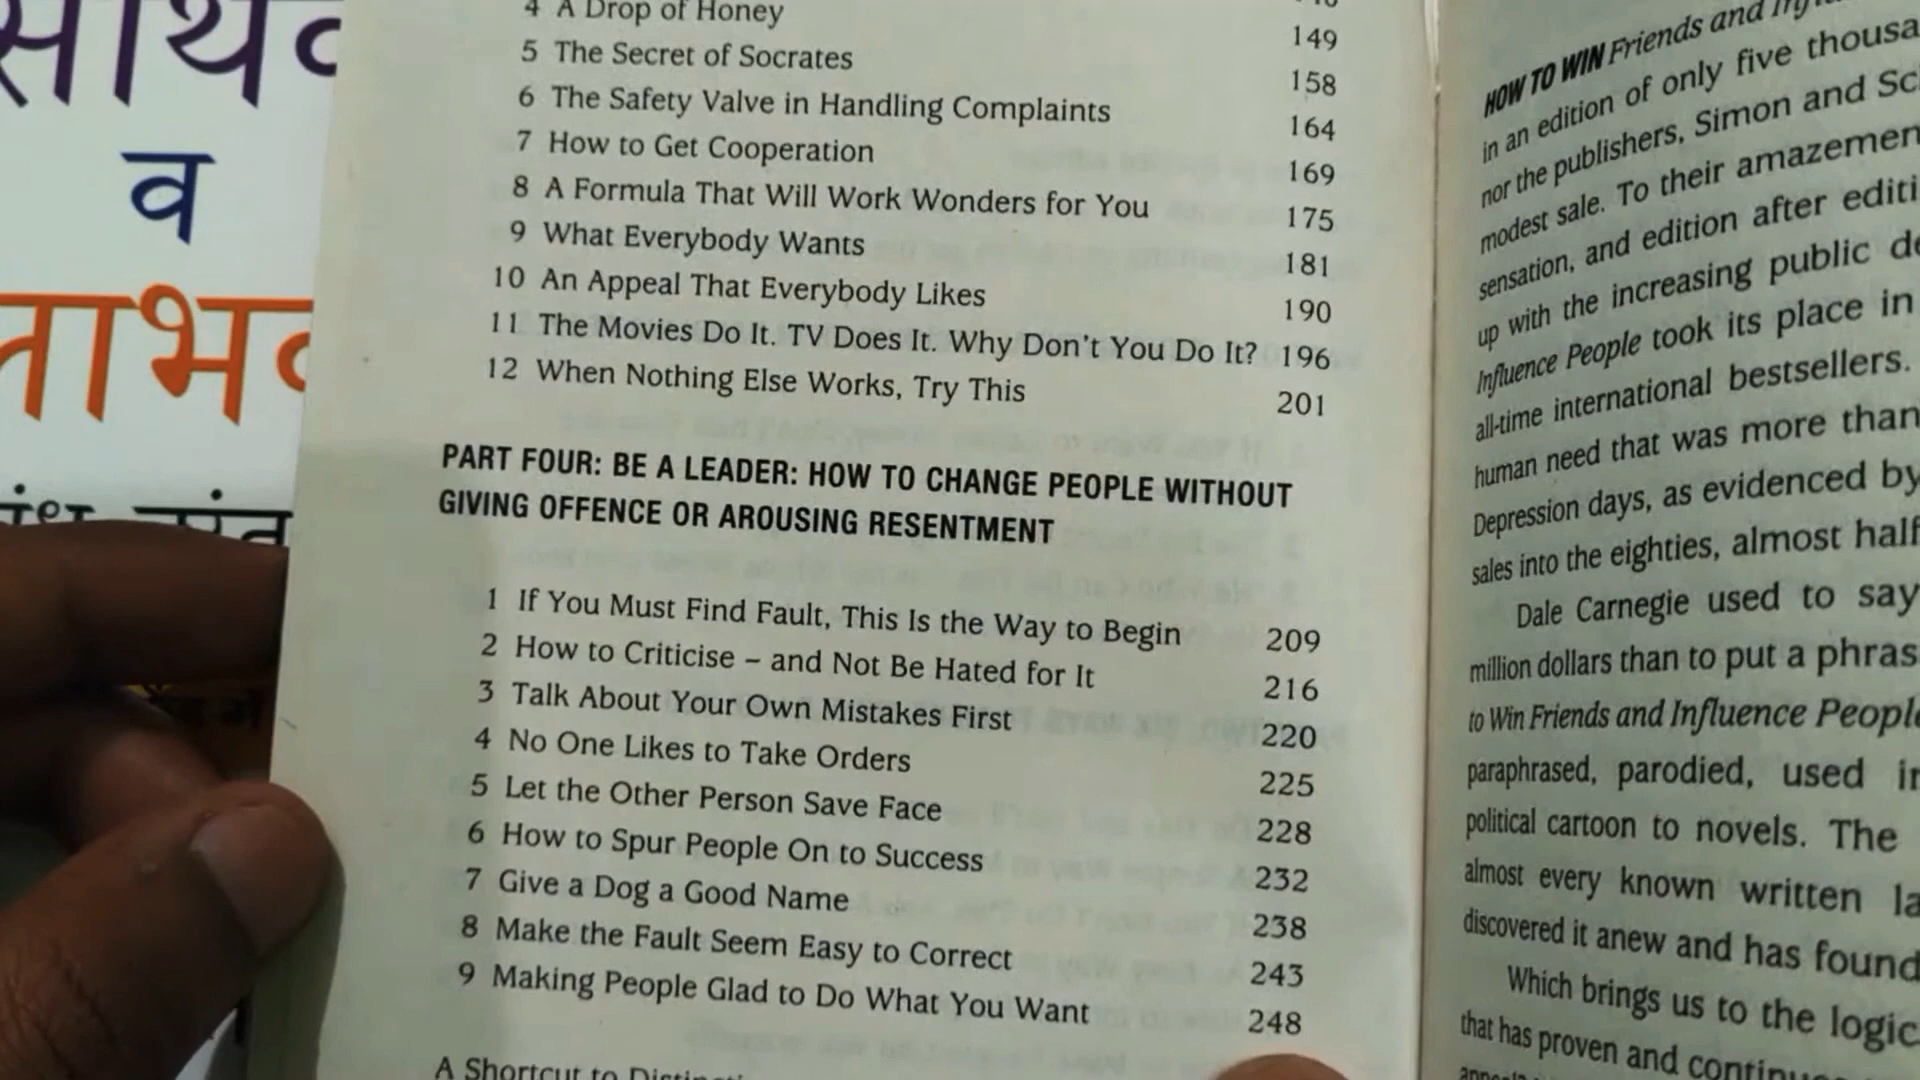 व
4 A Drop of Honey 149
5 The Secret of Socrates 158
6 The Safety Valve in Handling Complaints 164
7 How to Get Cooperation 169
8 A Formula That Will Work Wonders for You 175
9 What Everybody Wants 181
10 An Appeal That Everybody Likes 190
11 The Movies Do It. TV Does It. Why Don't You Do It? 196
12 When Nothing Else Works, Try This 201
PART FOUR: BE A LEADER: HOW TO CHANGE PEOPLE WITHOUT
GIVING OFFENCE OR AROUSING RESENTMENT
1 If You Must Find Fault, This Is the Way to Begin 209
2 How to Criticise – and Not Be Hated for It 216
3 Talk About Your Own Mistakes First 220
4 No One Likes to Take Orders 225
5 Let the Other Person Save Face 228
6 How to Spur People On to Success 232
7 Give a Dog a Good Name 238
8 Make the Fault Seem Easy to Correct 243
9 Making People Glad to Do What You Want 248
A Shortcut to
HOW TO WIN Friends and
in an edition of only five
nor the publishers, Simon and
modest sale. To their
sensation, and edition after
up with the increasing public
Influence People took its place in
all-time international bestsellers.
human need that was more than
Depression days, as evidenced by
sales into the eighties, almost half
Dale Carnegie used to say
million dollars than to put a
to Win Friends and Influence
paraphrased, parodied, used
political cartoon to novels. The
almost every known written
discovered it anew and has found
Which brings us to the
that has proven and